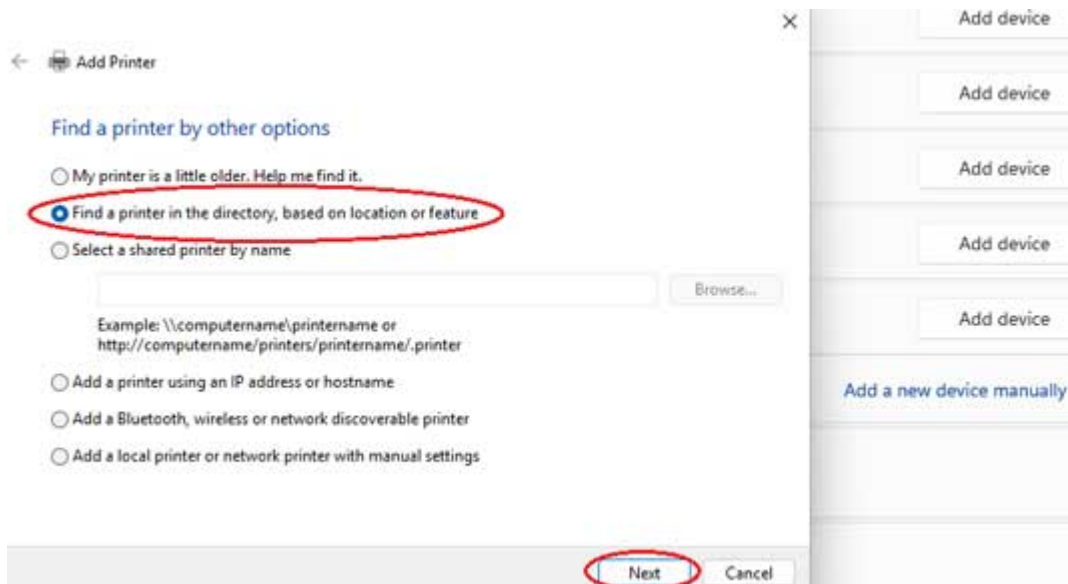 Add Printer
Find a printer by other options
My printer is a little older. Help me find it.
Find a printer in the directory, based on location or feature
Select a shared printer by name
Browse...
Example: \\computername\printername or
http://computername/printers/printername/.printer
Add a printer using an IP address or hostname
Add a Bluetooth, wireless or network discoverable printer
Add a local printer or network printer with manual settings
Next
Cancel
Add device
Add device
Add device
Add device
Add device
Add a new device manually